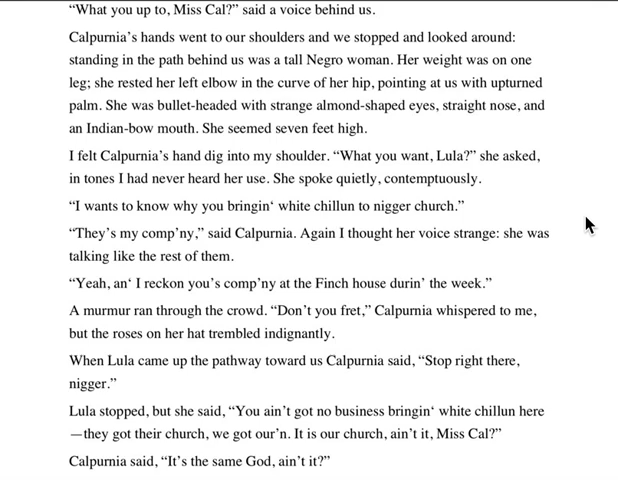 “What you up to, Miss Cal?” said a voice behind us.
Calpurnia’s hands went to our shoulders and we stopped and looked around:
standing in the path behind us was a tall Negro woman. Her weight was on one
leg; she rested her left elbow in the curve of her hip, pointing at us with upturned
palm. She was bullet-headed with strange almond-shaped eyes, straight nose, and
an Indian-bow mouth. She seemed seven feet high.
I felt Calpurnia’s hand dig into my shoulder. “What you want, Lula?” she asked,
in tones I had never heard her use. She spoke quietly, contemptuously.
“I wants to know why you bringin‘ white chillun to nigger church.”
“They’s my comp’ny,” said Calpurnia. Again I thought her voice strange: she was
talking like the rest of them.
“Yeah, an‘ I reckon you’s comp’ny at the Finch house durin’ the week.”
A murmur ran through the crowd. “Don’t you fret,” Calpurnia whispered to me,
but the roses on her hat trembled indignantly.
When Lula came up the pathway toward us Calpurnia said, “Stop right there,
nigger.”
Lula stopped, but she said, “You ain’t got no business bringin‘ white chillun here
—they got their church, we got our’n. It is our church, ain’t it, Miss Cal?”
Calpurnia said, “It’s the same God, ain’t it?”